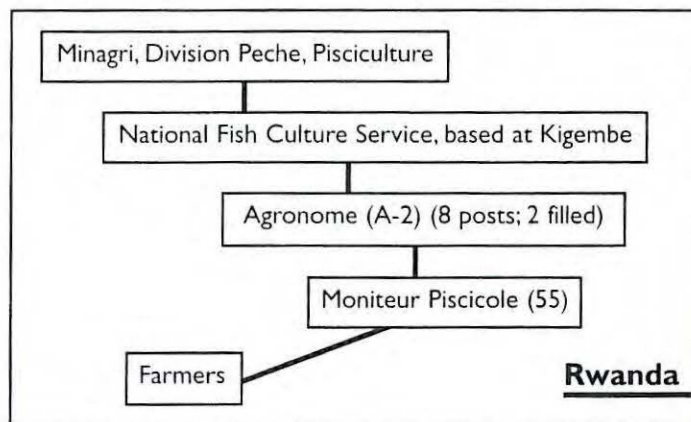 Minagri, Division Peche, Pisciculture
National Fish Culture Service, based at Kigembe
Agronome (A-2) (8 posts; 2 filled)
Moniteur Piscicole (55)
Farmers
Rwanda